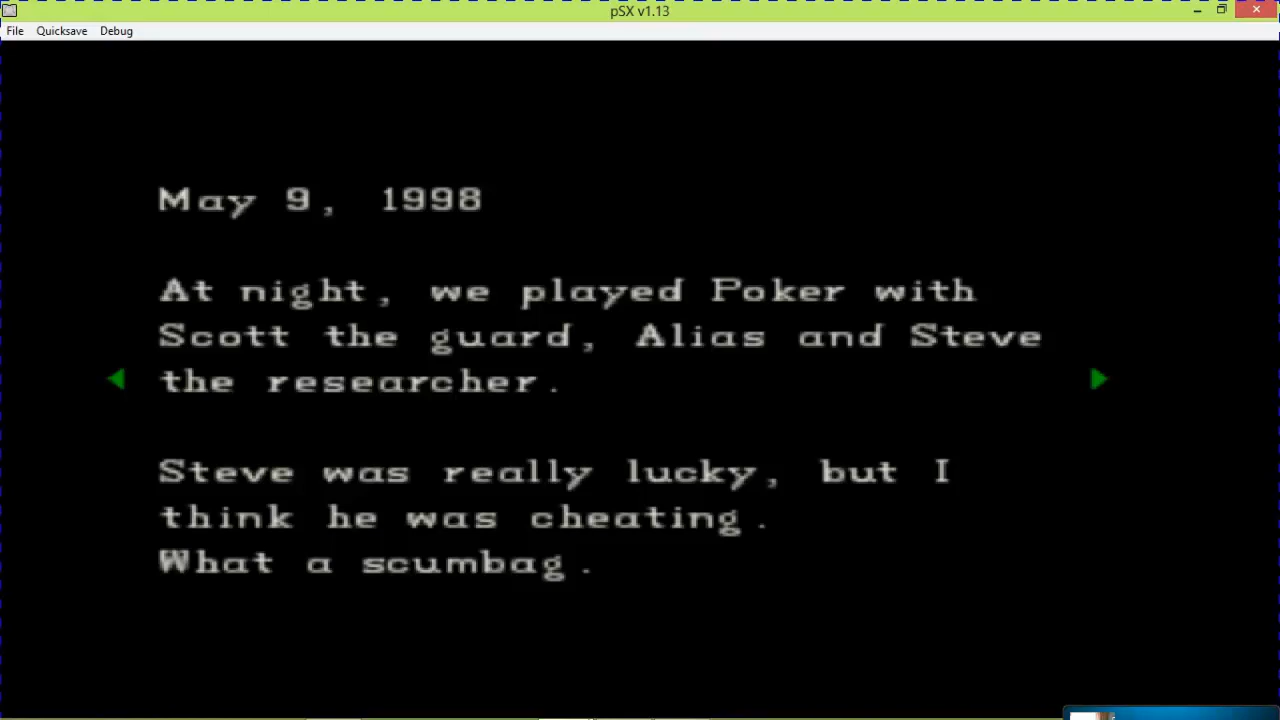 pSX v1.13
File Quicksave Debug
May 9, 1998
At night, we played Poker with
Scott the guard, Alias and Steve
the researcher.
Steve was really lucky, but I
think he was cheating.
What a scumbag.